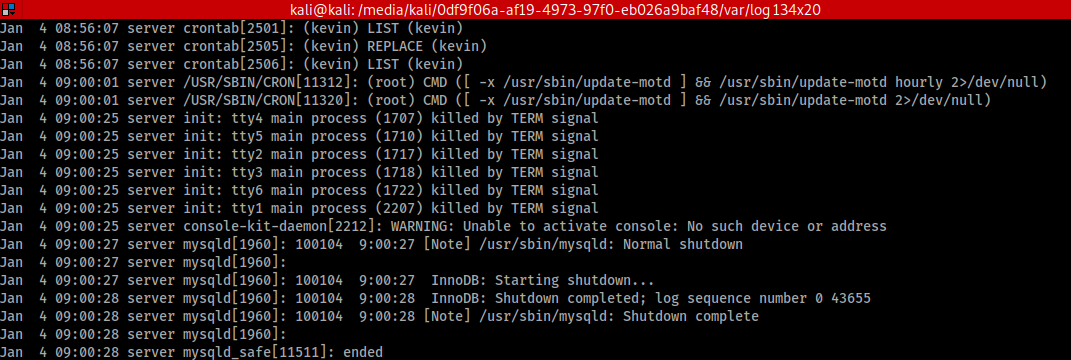 kali@kali: /media/kali/0df9f06a-af19-4973-97f0-eb026a9baf48/var/log 134x20
Jan  4 08:56:07 server crontab[2501]: (kevin) LIST (kevin)
Jan  4 08:56:07 server crontab[2505]: (kevin) REPLACE (kevin)
Jan  4 08:56:07 server crontab[2506]: (kevin) LIST (kevin)
Jan  4 09:00:01 server /USR/SBIN/CRON[11312]: (root) CMD ([ -x /usr/sbin/update-motd ] && /usr/sbin/update-motd hourly 2>/dev/null)
Jan  4 09:00:01 server /USR/SBIN/CRON[11320]: (root) CMD ([ -x /usr/sbin/update-motd ] && /usr/sbin/update-motd 2>/dev/null)
Jan  4 09:00:25 server init: tty4 main process (1707) killed by TERM signal
Jan  4 09:00:25 server init: tty5 main process (1710) killed by TERM signal
Jan  4 09:00:25 server init: tty2 main process (1717) killed by TERM signal
Jan  4 09:00:25 server init: tty3 main process (1718) killed by TERM signal
Jan  4 09:00:25 server init: tty6 main process (1722) killed by TERM signal
Jan  4 09:00:25 server init: tty1 main process (2207) killed by TERM signal
Jan  4 09:00:25 server console-kit-daemon[2212]: WARNING: Unable to activate console: No such device or address
Jan  4 09:00:27 server mysqld[1960]: 100104  9:00:27 [Note] /usr/sbin/mysqld: Normal shutdown
Jan  4 09:00:27 server mysqld[1960]:
Jan  4 09:00:27 server mysqld[1960]: 100104  9:00:27  InnoDB: Starting shutdown...
Jan  4 09:00:28 server mysqld[1960]: 100104  9:00:28  InnoDB: Shutdown completed; log sequence number 0 43655
Jan  4 09:00:28 server mysqld[1960]: 100104  9:00:28 [Note] /usr/sbin/mysqld: Shutdown complete
Jan  4 09:00:28 server mysqld[1960]:
Jan  4 09:00:28 server mysqld_safe[11511]: ended